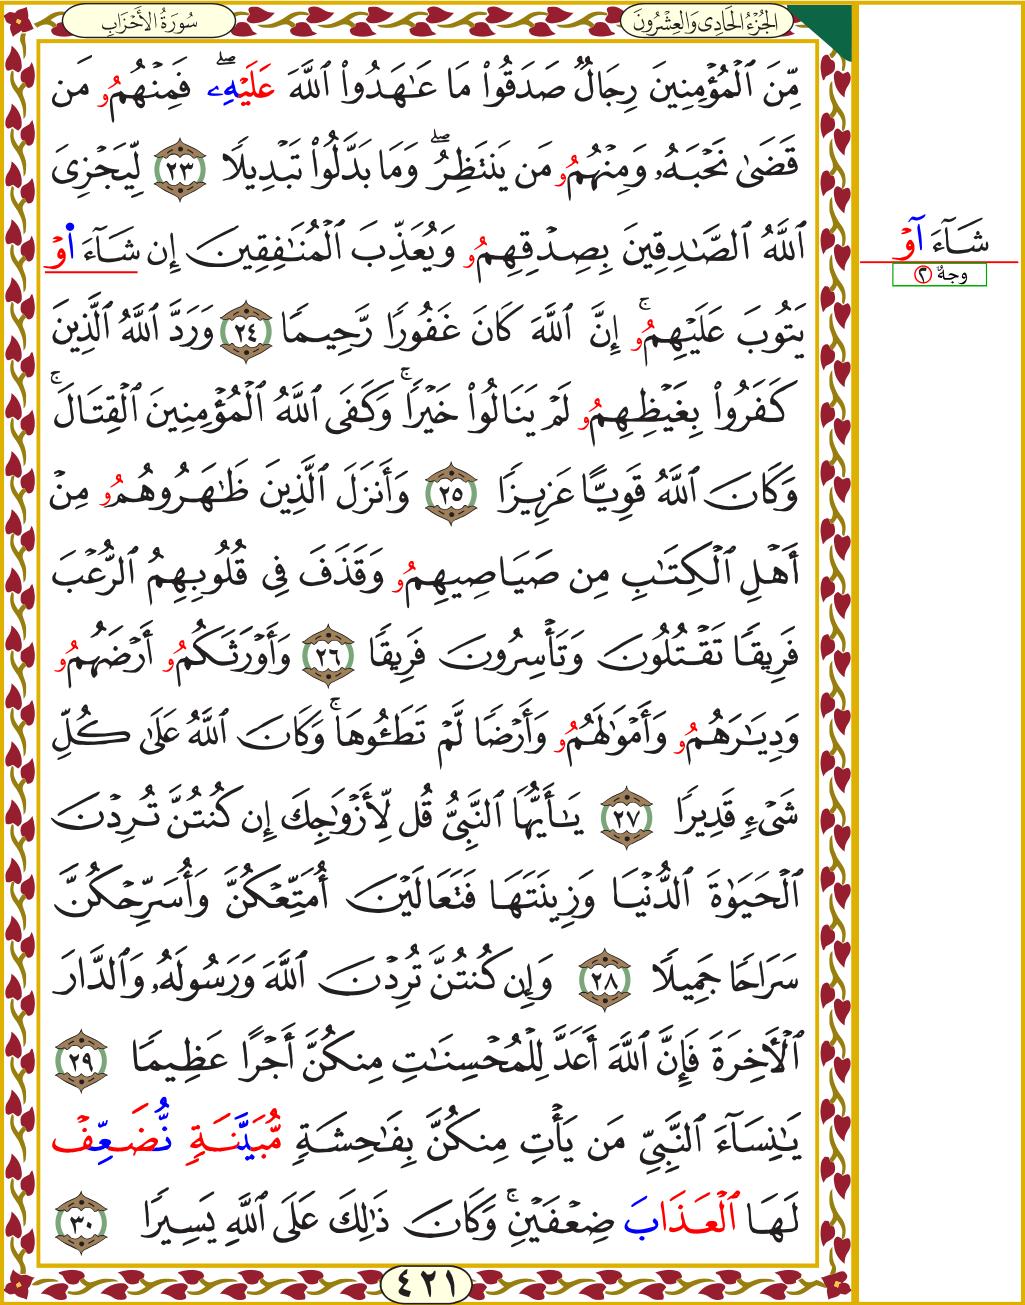 الجُزْءُ الحَادِى وَالعِشْرُونَ
سُورَةُ الأَحْزَابِ
مِّنَ ٱلْمُؤْمِنِينَ رِجَالٌ صَدَقُوا۟ مَا عَـٰهَدُوا۟ ٱللَّهَ عَلَيْهِۦ ۖ فَمِنْهُمُۥ مَن
قَضَىٰ نَحْبَهُۥ وَمِنْهُمُۥ مَن يَنتَظِرُ ۖ وَمَا بَدَّلُوا۟ تَبْدِيلًا ٢٣ لِّيَجْزِىَ
ٱللَّهُ ٱلصَّـٰدِقِينَ بِصِدْقِهِمُۥ وَيُعَذِّبَ ٱلْمُنَـٰفِقِينَ إِن شَآءَ ا۬وْ
يَتُوبَ عَلَيْهِمُۥ ۚ إِنَّ ٱللَّهَ كَانَ غَفُورًا رَّحِيمًا ٢٤ وَرَدَّ ٱللَّهُ ٱلَّذِينَ
كَفَرُوا۟ بِغَيْظِهِمُۥ لَمْ يَنَالُوا۟ خَيْرًا ۚ وَكَفَى ٱللَّهُ ٱلْمُؤْمِنِينَ ٱلْقِتَالَ ۚ
وَكَانَ ٱللَّهُ قَوِيًّا عَزِيزًا ٢٥ وَأَنزَلَ ٱلَّذِينَ ظَـٰهَرُوهُمُۥ مِنْ
أَهْلِ ٱلْكِتَـٰبِ مِن صَيَاصِيهِمُۥ وَقَذَفَ فِى قُلُوبِهِمُ ٱلرُّعْبَ
فَرِيقًا تَقْتُلُونَ وَتَأْسِرُونَ فَرِيقًا ٢٦ وَأَوْرَثَكُمُۥ أَرْضَهُمُۥ
وَدِيَـٰرَهُمُۥ وَأَمْوَٰلَهُمُۥ وَأَرْضًا لَّمْ تَطَـُٔوهَا ۚ وَكَانَ ٱللَّهُ عَلَىٰ كُلِّ
شَىْءٍ قَدِيرًا ٢٧ يَـٰٓأَيُّهَا ٱلنَّبِىُّ قُل لِّأَزْوَٰجِكَ إِن كُنتُنَّ تُرِدْنَ
ٱلْحَيَوٰةَ ٱلدُّنْيَا وَزِينَتَهَا فَتَعَالَيْنَ أُمَتِّعْكُنَّ وَأُسَرِّحْكُنَّ
سَرَاحًا جَمِيلًا ٢٨ وَإِن كُنتُنَّ تُرِدْنَ ٱللَّهَ وَرَسُولَهُۥ وَٱلدَّارَ
ٱلْـَٔاخِرَةَ فَإِنَّ ٱللَّهَ أَعَدَّ لِلْمُحْسِنَـٰتِ مِنكُنَّ أَجْرًا عَظِيمًا ٢٩
يَـٰنِسَآءَ ٱلنَّبِىِّ مَن يَأْتِ مِنكُنَّ بِفَـٰحِشَةٍ مُّبَيَّنَةٍ نُّضَعِّفْ
لَهَا ٱلْعَذَابَ ضِعْفَيْنِ ۚ وَكَانَ ذَٰلِكَ عَلَى ٱللَّهِ يَسِيرًا ٣٠
٤٢١
شَآءَ آوْ
وجهٌ ٢